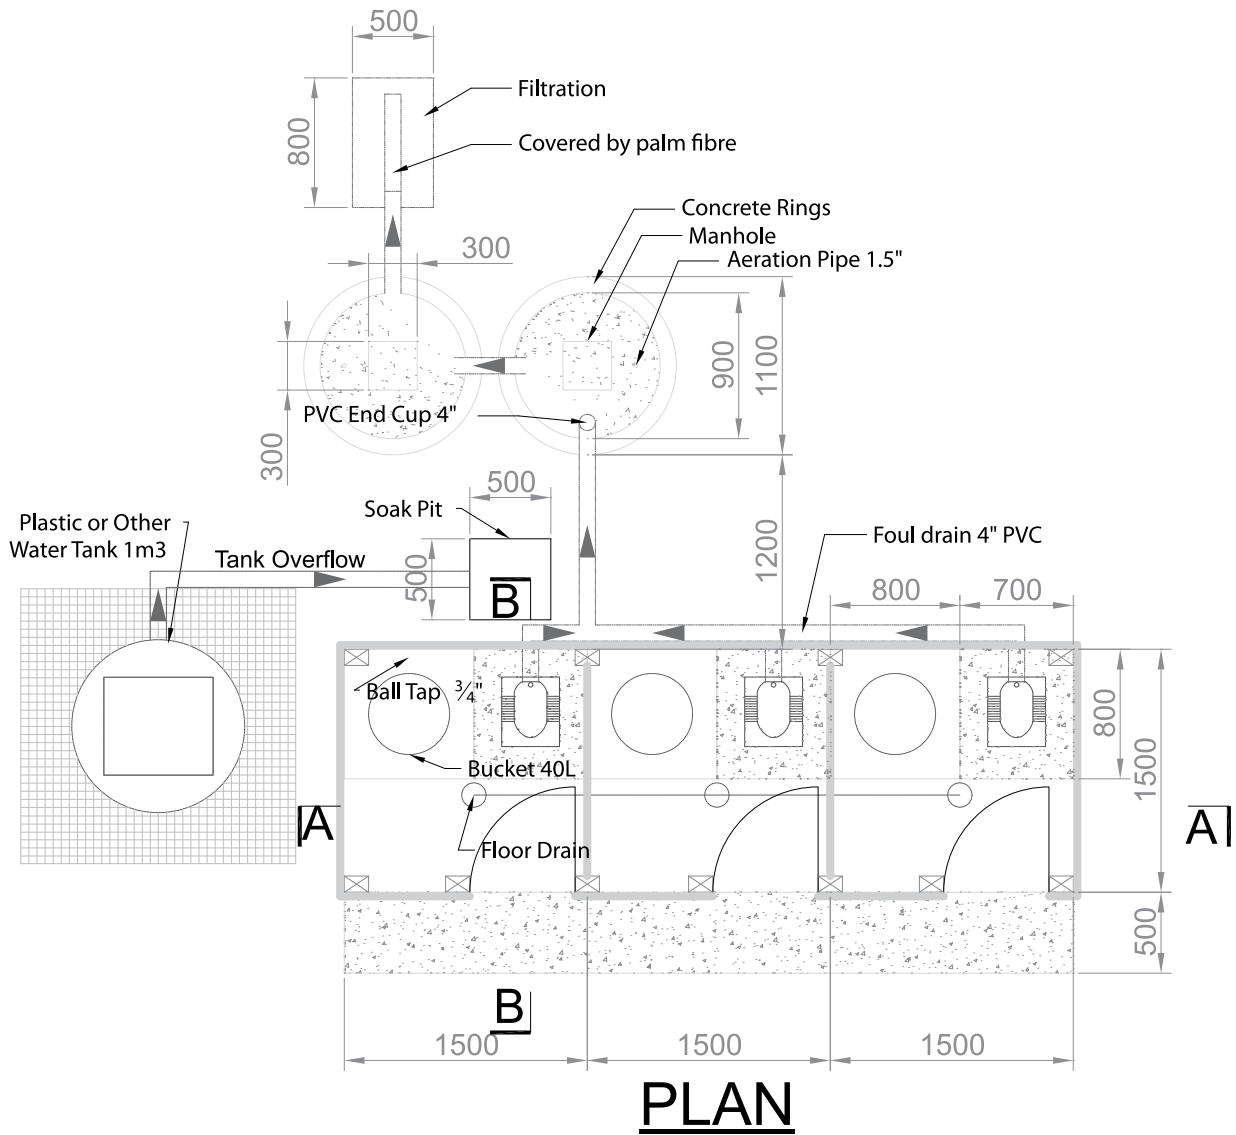 500
Filtration
800
Covered by palm fibre
Concrete Rings
Manhole
300
Aeration Pipe 1.5"
900
1100
PVC End Cup 4"
300
500
Soak Pit
Plastic or Other
Water Tank 1m3
Foul drain 4" PVC
Tank Overflow
500
1200
B
800
700
Ball Tap ¾"
800
1500
Bucket 40L
A
A
Floor Drain
500
B
1500
1500
1500
PLAN